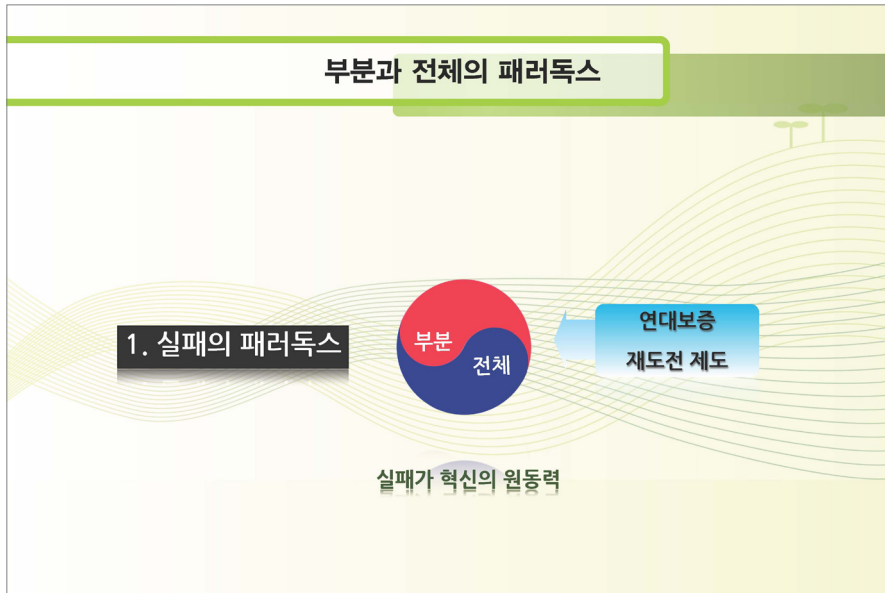 부분과 전체의 패러독스
1. 실패의 패러독스
부분
전체
연대보증
재도전 제도
실패가 혁신의 원동력